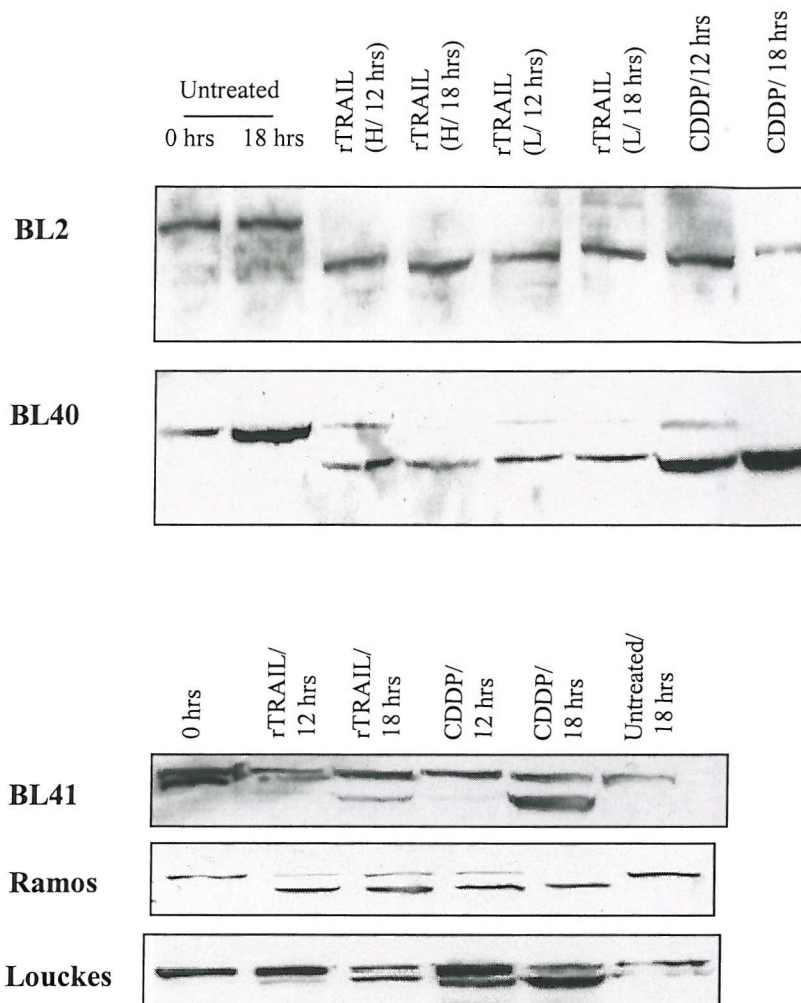 Untreated
0 hrs 18 hrs
rTRAIL
(H/ 12 hrs)
rTRAIL
(H/ 18 hrs)
rTRAIL
(L/ 12 hrs)
rTRAIL
(L/ 18 hrs)
CDDP/12 hrs
CDDP/ 18 hrs
BL2
BL40
0 hrs
rTRAIL/
12 hrs
rTRAIL/
18 hrs
CDDP/
12 hrs
CDDP/
18 hrs
Untreated/
18 hrs
BL41
Ramos
Louckes